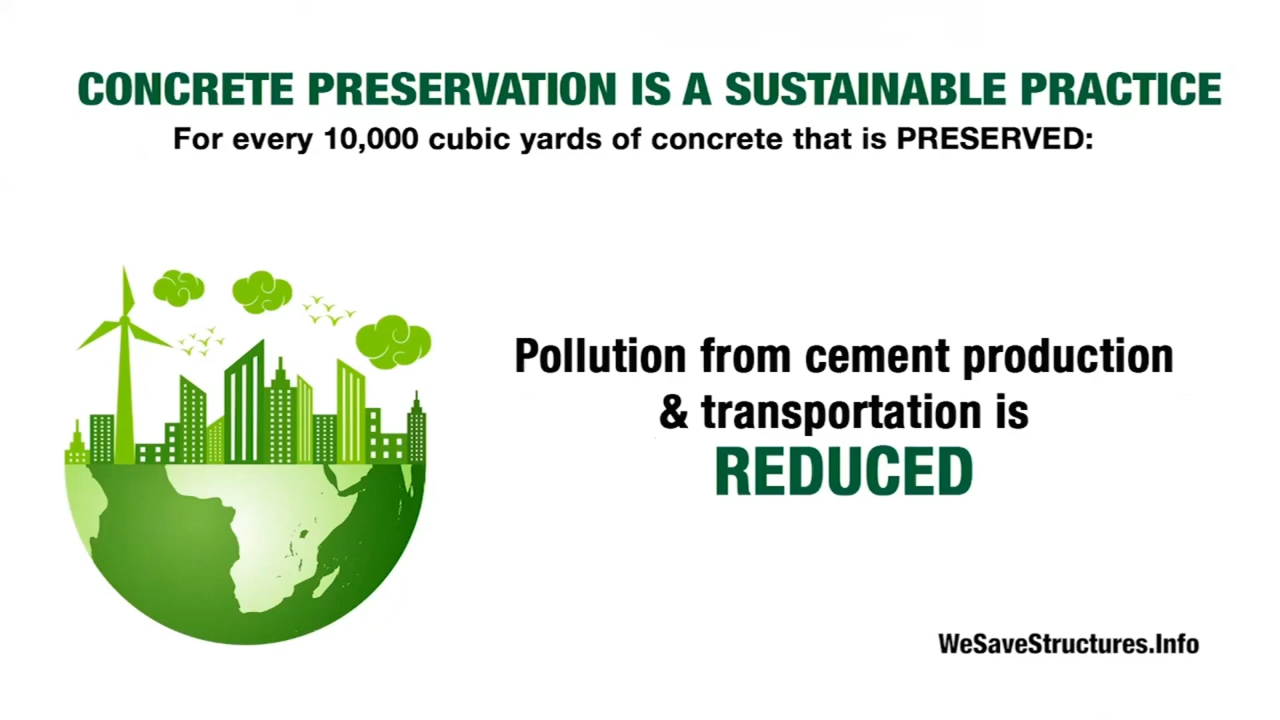 CONCRETE PRESERVATION IS A SUSTAINABLE PRACTICE
For every 10,000 cubic yards of concrete that is PRESERVED:
Pollution from cement production
& transportation is
REDUCED
WeSaveStructures.Info